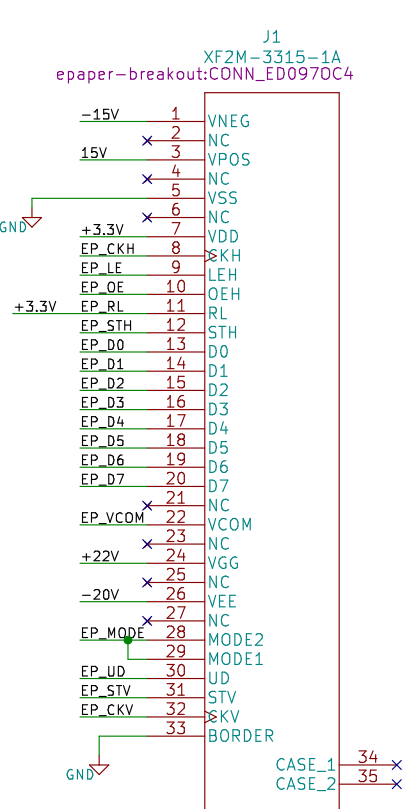 J1
XF2M-3315-1A
epaper-breakout:CONN_ED097OC4
-15V 1 VNEG
2 NC
15V 3 VPOS
4 NC
5 VSS
GND 6 NC
+3.3V 7 VDD
EP_CKH 8 CKH
EP_LE 9 LEH
EP_OE 10 OEH
+3.3V EP_RL 11 RL
EP_STH 12 STH
EP_D0 13 D0
EP_D1 14 D1
EP_D2 15 D2
EP_D3 16 D3
EP_D4 17 D4
EP_D5 18 D5
EP_D6 19 D6
EP_D7 20 D7
21 NC
EP_VCOM 22 VCOM
23 NC
+22V 24 VGG
25 NC
-20V 26 VEE
27 NC
EP_MODE 28 MODE2
29 MODE1
EP_UD 30 UD
EP_STV 31 STV
EP_CKV 32 CKV
33 BORDER
CASE_1 34
GND CASE_2 35